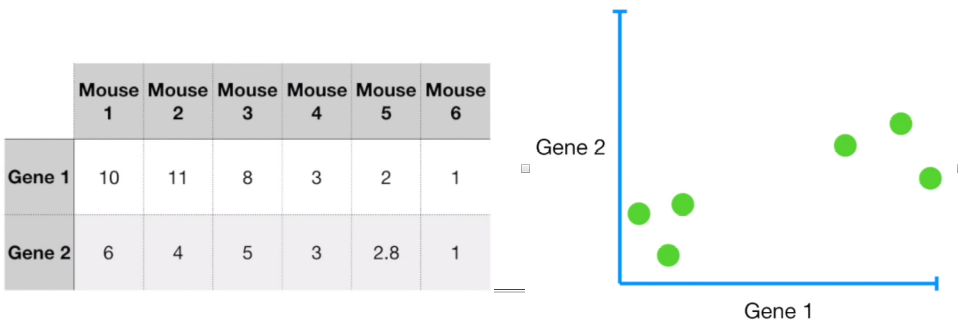 Mouse 1 Mouse 2 Mouse 3 Mouse 4 Mouse 5 Mouse 6
Gene 1 10 11 8 3 2 1
Gene 2 6 4 5 3 2.8 1
Gene 2
Gene 1